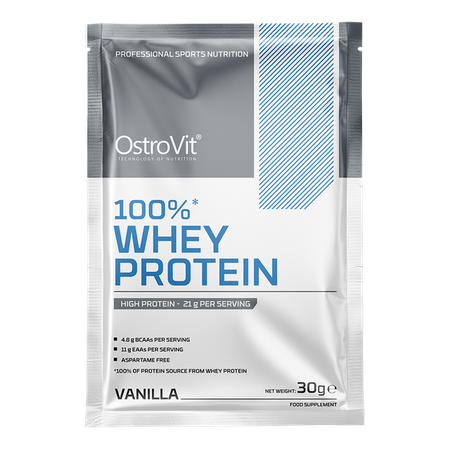 PROFESSIONAL SPORTS NUTRITION
OstroVit®
TECHNOLOGY OF NUTRITION
100%*
WHEY
PROTEIN
HIGH PROTEIN - 21 g PER SERVING
4.8 g BCAAs PER SERVING
11 g EAAs PER SERVING
ASPARTAME FREE
*100% OF PROTEIN SOURCE FROM WHEY PROTEIN
VANILLA
NET WEIGHT: 30g℮
FOOD SUPPLEMENT